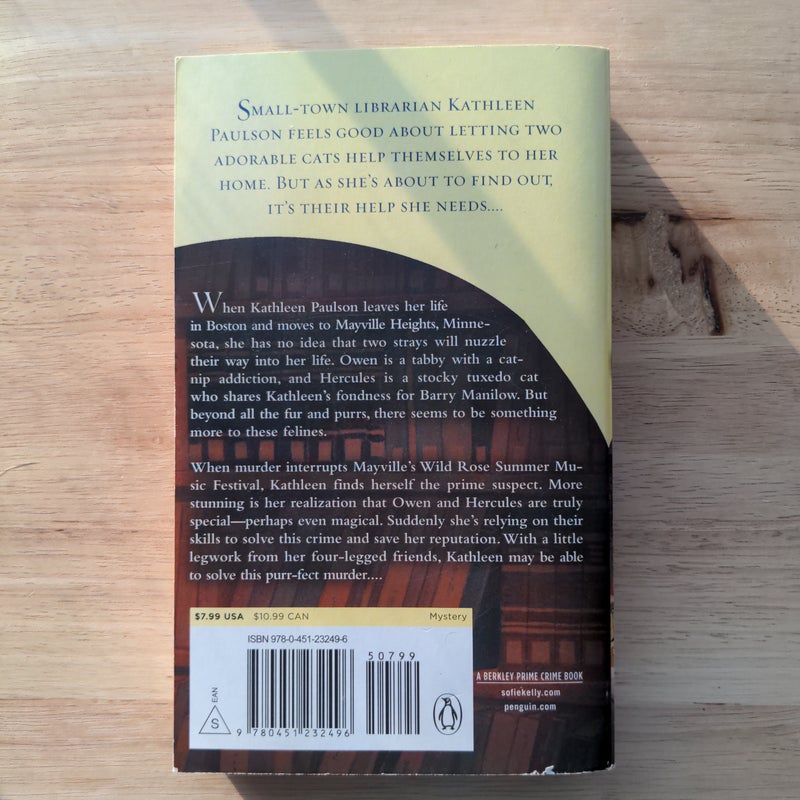 SMALL-TOWN LIBRARIAN KATHLEEN
PAULSON FEELS GOOD ABOUT LETTING TWO
ADORABLE CATS HELP THEMSELVES TO HER
HOME. BUT AS SHE'S ABOUT TO FIND OUT,
IT'S THEIR HELP SHE NEEDS....
When Kathleen Paulson leaves her life
in Boston and moves to Mayville Heights, Minne-
sota, she has no idea that two strays will nuzzle
their way into her life. Owen is a tabby with a cat-
nip addiction, and Hercules is a stocky tuxedo cat
who shares Kathleen's fondness for Barry Manilow. But
beyond all the fur and purrs, there seems to be something
more to these felines.
When murder interrupts Mayville's Wild Rose Summer Mu-
sic Festival, Kathleen finds herself the prime suspect. More
stunning is her realization that Owen and Hercules are truly
special—perhaps even magical. Suddenly she's relying on their
skills to solve this crime and save her reputation. With a little
legwork from her four-legged friends, Kathleen may be able
to solve this purr-fect murder....
$7.99 USA $10.99 CAN Mystery
ISBN 978-0-451-23249-6
50799
EAN
S
9 780451 232496
A BERKLEY PRIME CRIME BOOK
sofiekelly.com
penguin.com